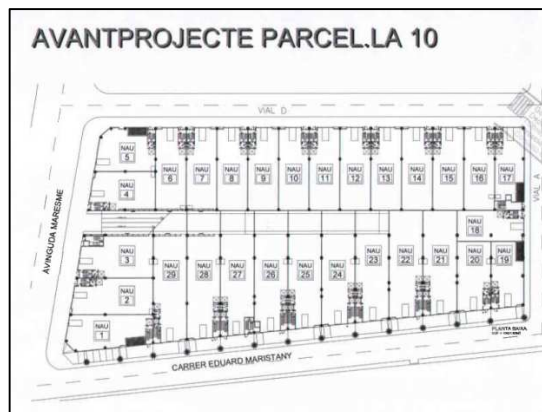 AVANTPROJECTE PARCEL.LA 10
VIAL D
VIAL A
AVINGUDA MARESME
NAU 5
NAU 6
NAU 7
NAU 8
NAU 9
NAU 10
NAU 11
NAU 12
NAU 13
NAU 14
NAU 15
NAU 16
NAU 17
NAU 4
NAU 18
NAU 3
NAU 29
NAU 28
NAU 27
NAU 26
NAU 25
NAU 24
NAU 23
NAU 22
NAU 21
NAU 20
NAU 19
NAU 2
NAU 1
PLANTA BAIXA
CARRER EDUARD MARISTANY